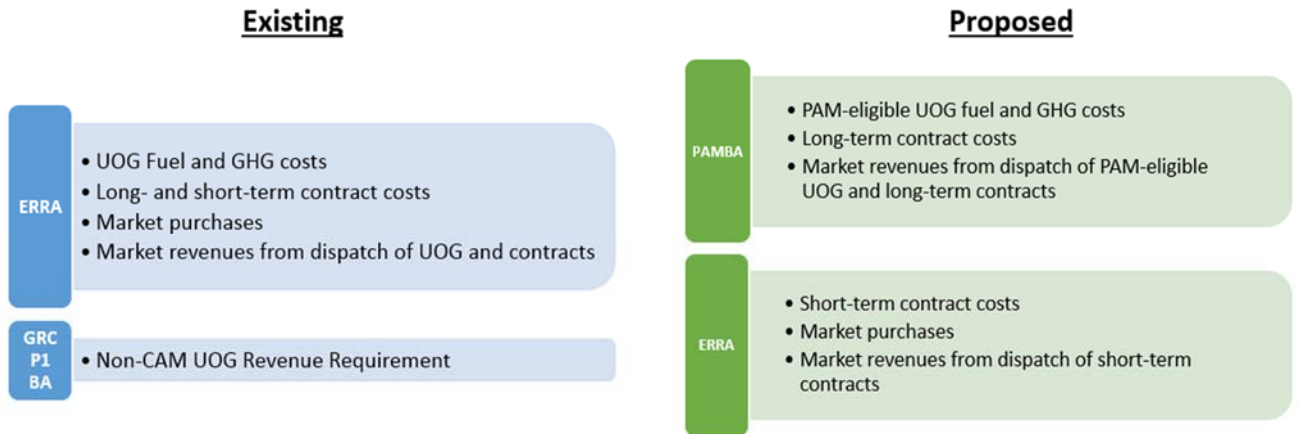 Existing
ERRA
• UOG Fuel and GHG costs
• Long- and short-term contract costs
• Market purchases
• Market revenues from dispatch of UOG and contracts
GRC
P1
BA
• Non-CAM UOG Revenue Requirement
Proposed
PAMBA
• PAM-eligible UOG fuel and GHG costs
• Long-term contract costs
• Market revenues from dispatch of PAM-eligible
UOG and long-term contracts
ERRA
• Short-term contract costs
• Market purchases
• Market revenues from dispatch of short-term
contracts